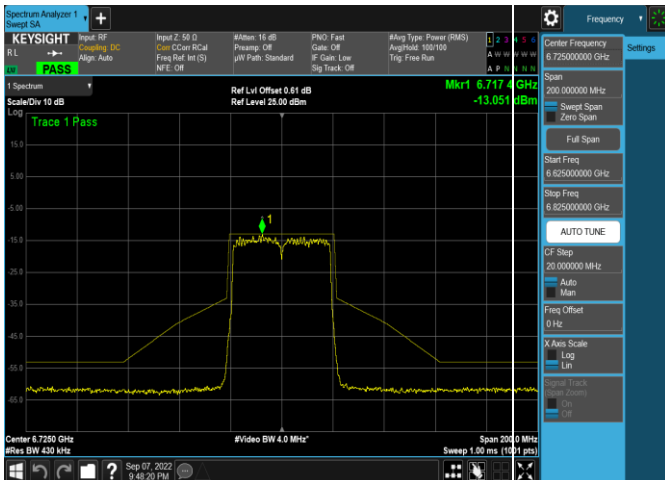 Spectrum Analyzer 1
Swept SA
+
Frequency
KEYSIGHT
R L
LV
PASS
Input: RF
Coupling: DC
Align: Auto
Input Z: 50 Ω
Corr CCorr RCal
Freq Ref: Int (S)
NFE: Off
#Atten: 16 dB
Preamp: Off
µW Path: Standard
PNO: Fast
Gate: Off
IF Gain: Low
Sig Track: Off
#Avg Type: Power (RMS)
Avg|Hold: 100/100
Trig: Free Run
1 2 3 4 5 6
A W W W W W
A P N N N N
1 Spectrum
Scale/Div 10 dB
Log
Ref Lvl Offset 0.61 dB
Ref Level 25.00 dBm
Mkr1 6.717 4 GHz
-13.051 dBm
Trace 1 Pass
15.0
5.00
-5.00
-15.0
-25.0
-35.0
-45.0
-55.0
-65.0
1
Center 6.7250 GHz
#Res BW 430 kHz
#Video BW 4.0 MHz*
Span 200.0 MHz
Sweep 1.00 ms (1001 pts)
Sep 07, 2022
9:48:20 PM
?
Center Frequency
6.725000000 GHz
Span
200.000000 MHz
Swept Span
Zero Span
Full Span
Start Freq
6.625000000 GHz
Stop Freq
6.825000000 GHz
AUTO TUNE
CF Step
20.000000 MHz
Auto
Man
Freq Offset
0 Hz
X Axis Scale
Log
Lin
Signal Track
(Span Zoom)
On
Off
Settings